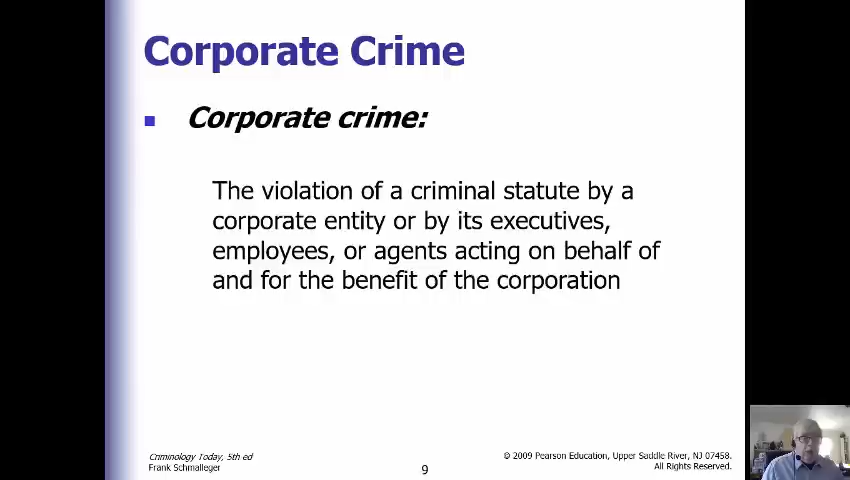 Corporate Crime
Corporate crime:
The violation of a criminal statute by a
corporate entity or by its executives,
employees, or agents acting on behalf of
and for the benefit of the corporation
Criminology Today, 5th ed
Frank Schmalleger
9
© 2009 Pearson Education, Upper Saddle River, NJ 07458.
All Rights Reserved.